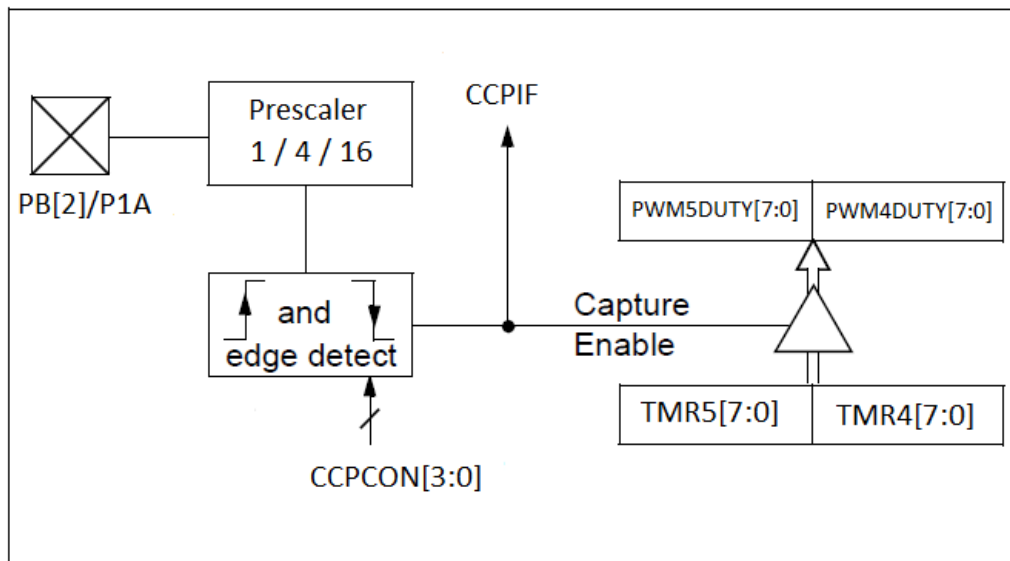 Prescaler
1 / 4 / 16
PB[2]/P1A
CCPIF
PWM5DUTY[7:0]
PWM4DUTY[7:0]
and
edge detect
Capture
Enable
TMR5[7:0]
TMR4[7:0]
CCPCON[3:0]